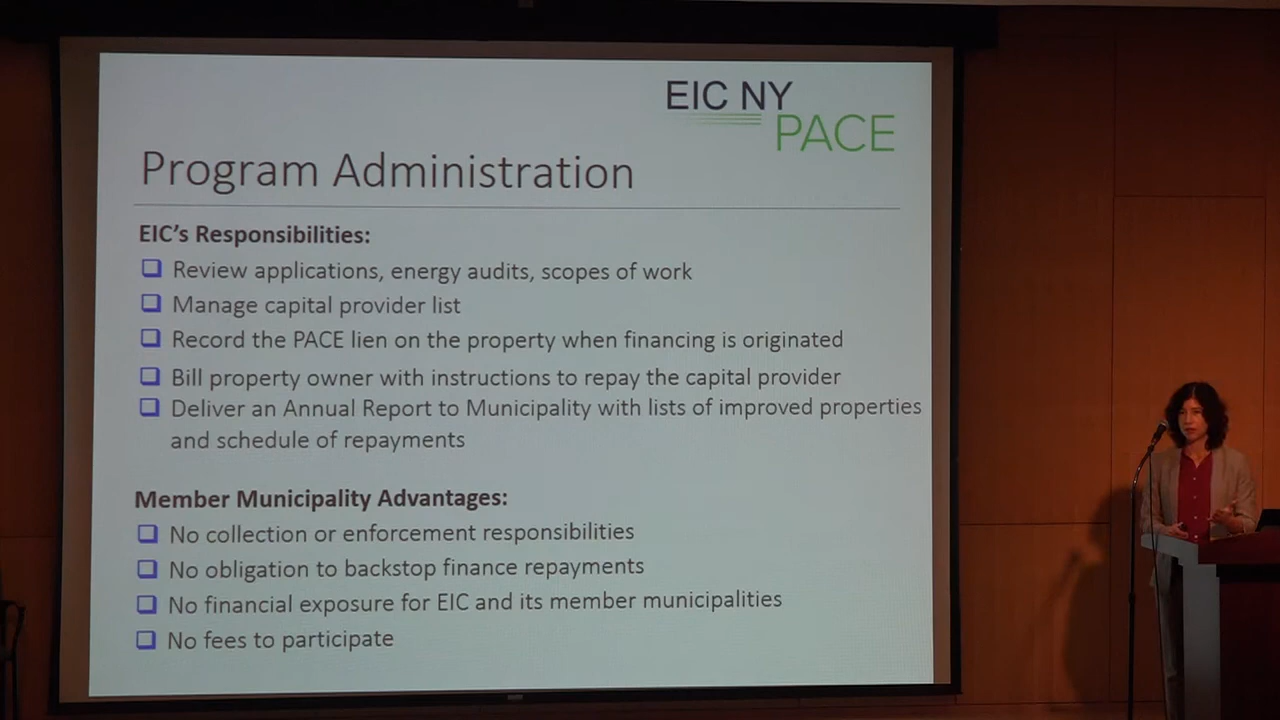 EIC NY
PACE
Program Administration
EIC's Responsibilities:
Review applications, energy audits, scopes of work
Manage capital provider list
Record the PACE lien on the property when financing is originated
Bill property owner with instructions to repay the capital provider
Deliver an Annual Report to Municipality with lists of improved properties
and schedule of repayments
Member Municipality Advantages:
No collection or enforcement responsibilities
No obligation to backstop finance repayments
No financial exposure for EIC and its member municipalities
No fees to participate